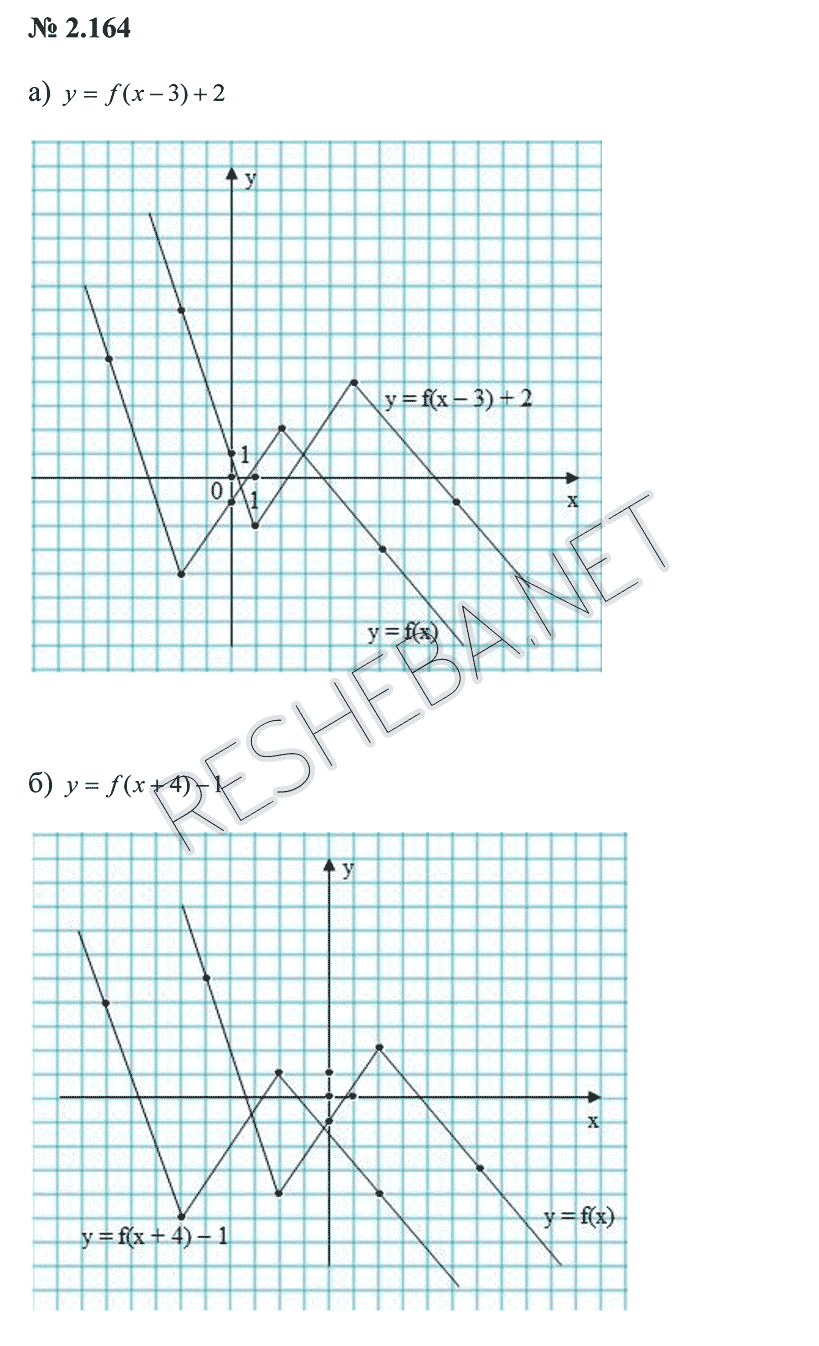 № 2.164
а) y = f(x − 3) + 2
y
y = f(x − 3) + 2
1
0
1
x
y = f(x)
RESHEBA.NET
б) y = f(x + 4) − 1
y
x
y = f(x)
y = f(x + 4) − 1